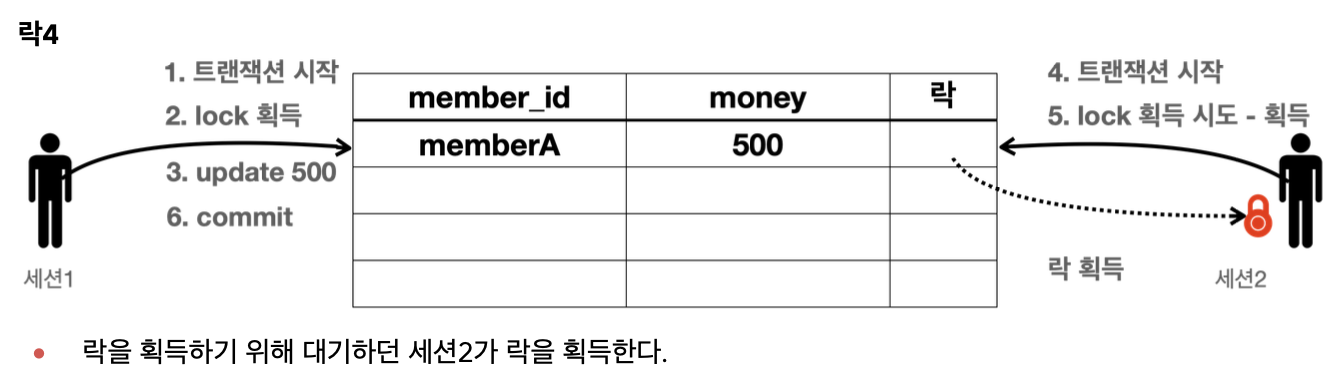 락4
1. 트랜잭션 시작
2. lock 획득
3. update 500
6. commit
세션1
member_id money 락
memberA 500
4. 트랜잭션 시작
5. lock 획득 시도 - 획득
락 획득
세션2
• 락을 획득하기 위해 대기하던 세션2가 락을 획득한다.